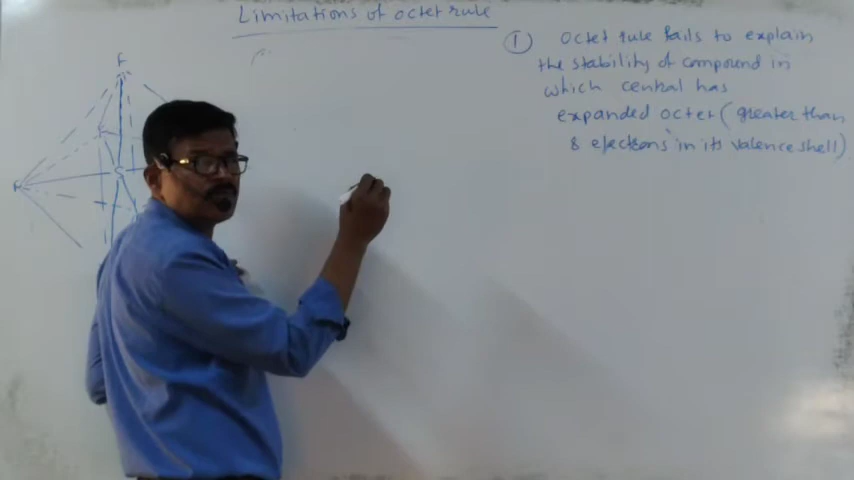 Limitations of octet rule
① octet rule fails to explain
the stability of compound in
which central has
expanded octet (greater than
8 electrons in its valence shell)
F
F
F
S